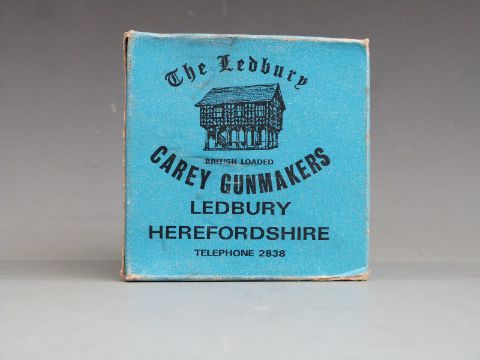 The Ledbury
BRITISH LOADED
CAREY GUNMAKERS
LEDBURY
HEREFORDSHIRE
TELEPHONE 2838